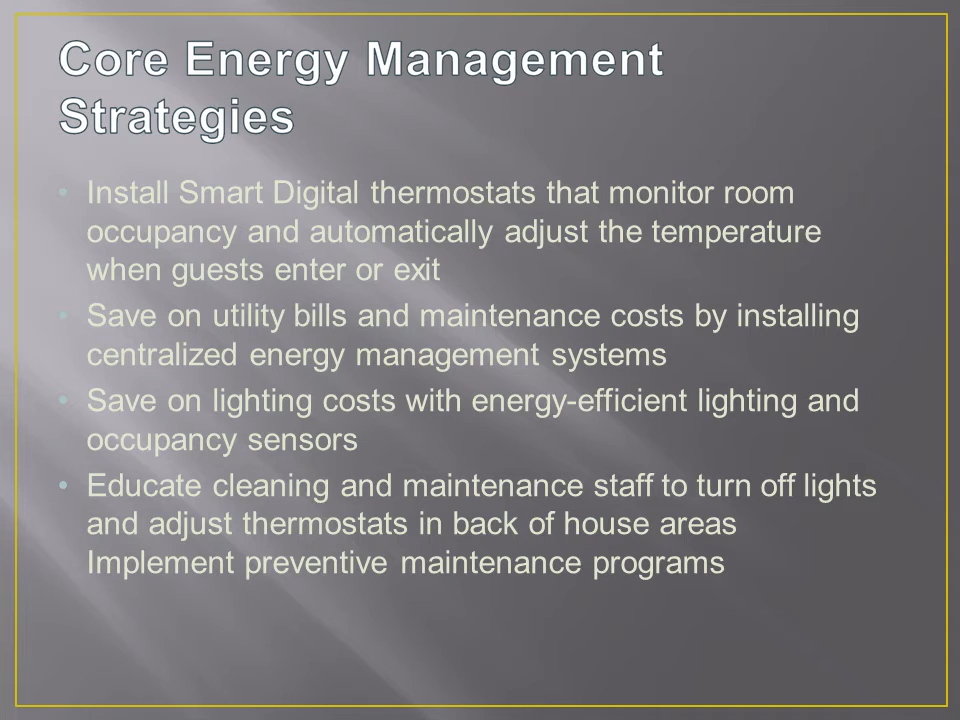 Core Energy Management
Strategies
• Install Smart Digital thermostats that monitor room
occupancy and automatically adjust the temperature
when guests enter or exit
• Save on utility bills and maintenance costs by installing
centralized energy management systems
• Save on lighting costs with energy-efficient lighting and
occupancy sensors
• Educate cleaning and maintenance staff to turn off lights
and adjust thermostats in back of house areas
Implement preventive maintenance programs